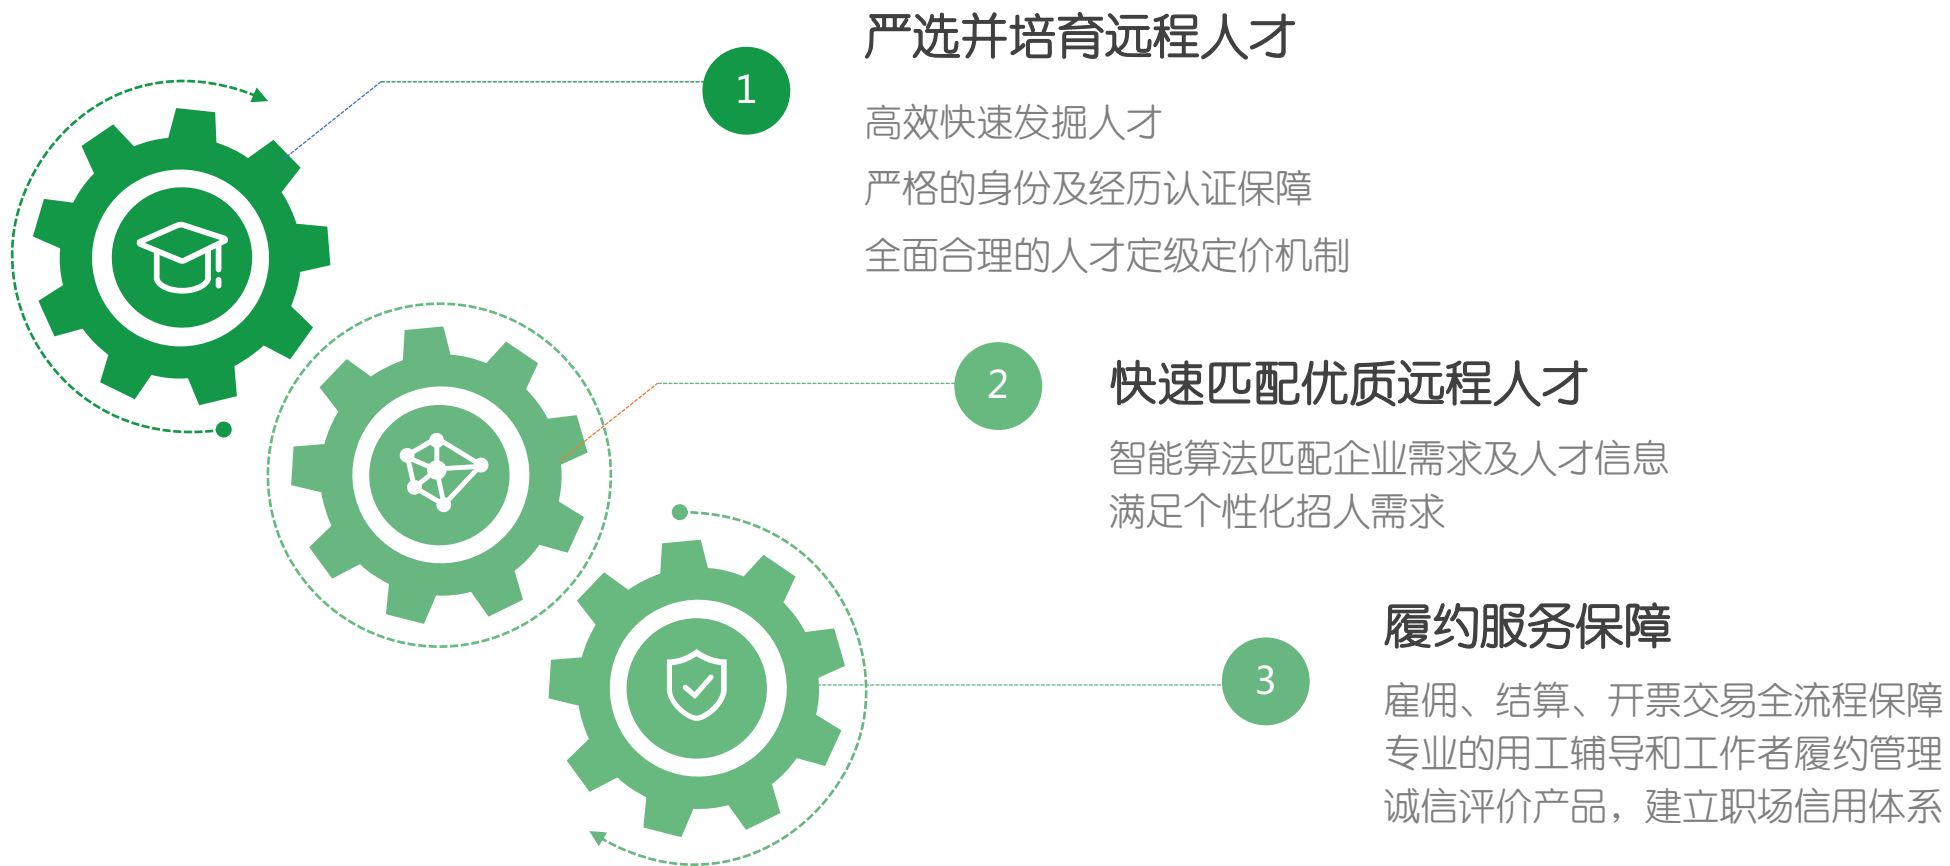 1
严选并培育远程人才
高效快速发掘人才
严格的身份及经历认证保障
全面合理的人才定级定价机制
2
快速匹配优质远程人才
智能算法匹配企业需求及人才信息
满足个性化招人需求
3
履约服务保障
雇佣、结算、开票交易全流程保障
专业的用工辅导和工作者履约管理
诚信评价产品，建立职场信用体系